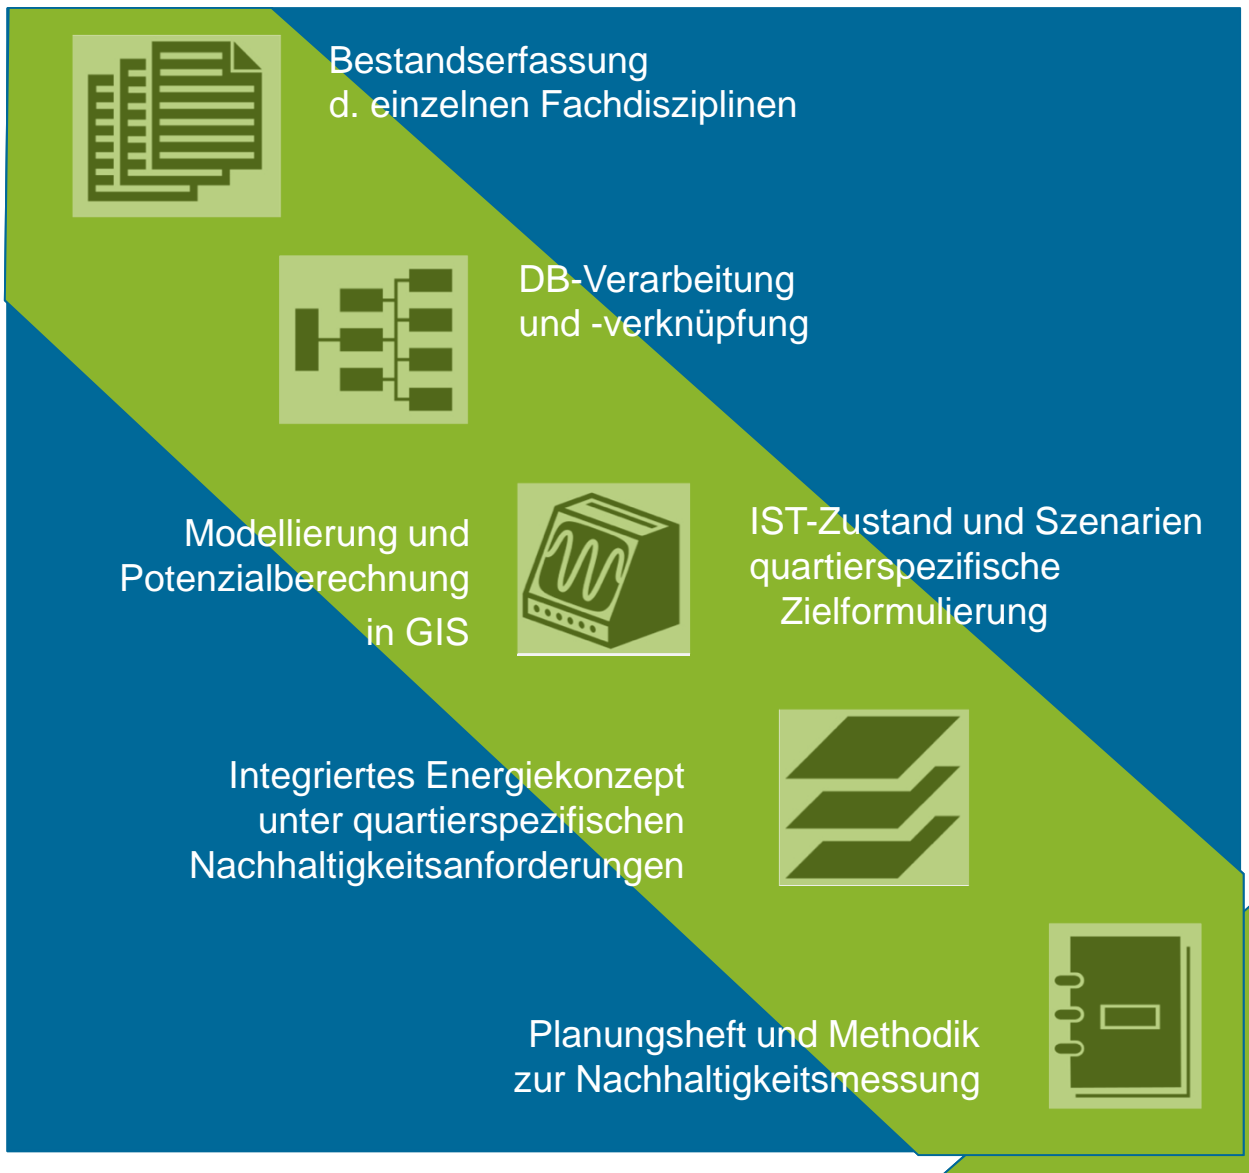 Bestandserfassung
d. einzelnen Fachdisziplinen
DB-Verarbeitung
und -verknüpfung
Modellierung und
Potenzialberechnung
in GIS
IST-Zustand und Szenarien
quartierspezifische
Zielformulierung
Integriertes Energiekonzept
unter quartierspezifischen
Nachhaltigkeitsanforderungen
Planungsheft und Methodik
zur Nachhaltigkeitsmessung